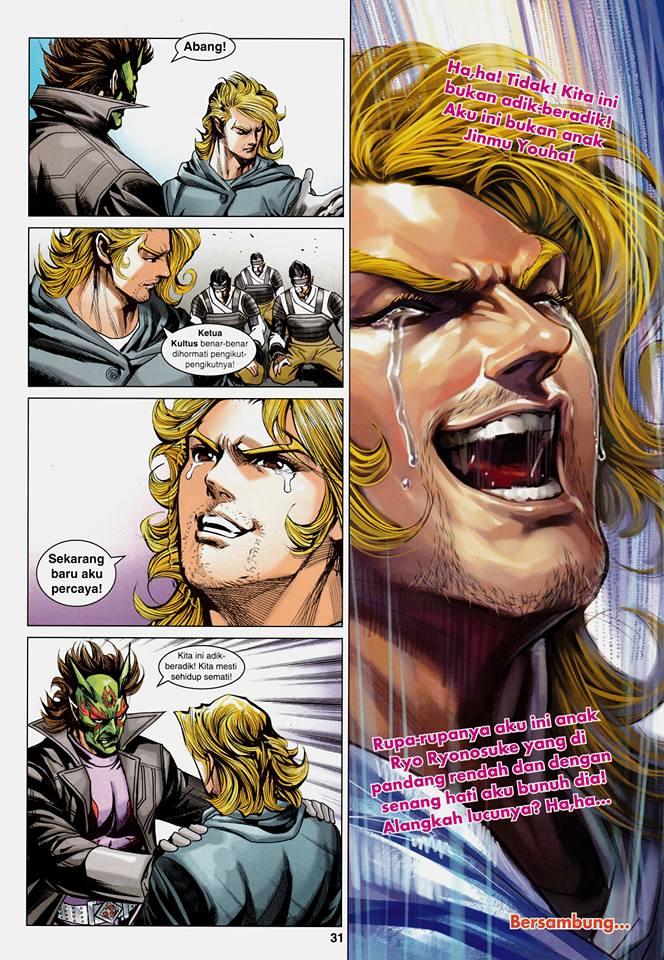 Abang!
Ketua
Kultus benar-benar
dihormati pengikut-
pengikutnya!
Sekarang
baru aku
percaya!
Kita ini adik-
beradik! Kita mesti
sehidup semati!
Ha,ha! Tidak! Kita ini
bukan adik-beradik!
Aku ini bukan anak
Jinmu Youha!
Rupa-rupanya aku ini anak
Ryo Ryonosuke yang di
pandang rendah dan dengan
senang hati aku bunuh dia!
Alangkah lucunya? Ha,ha...
Bersambung...
31